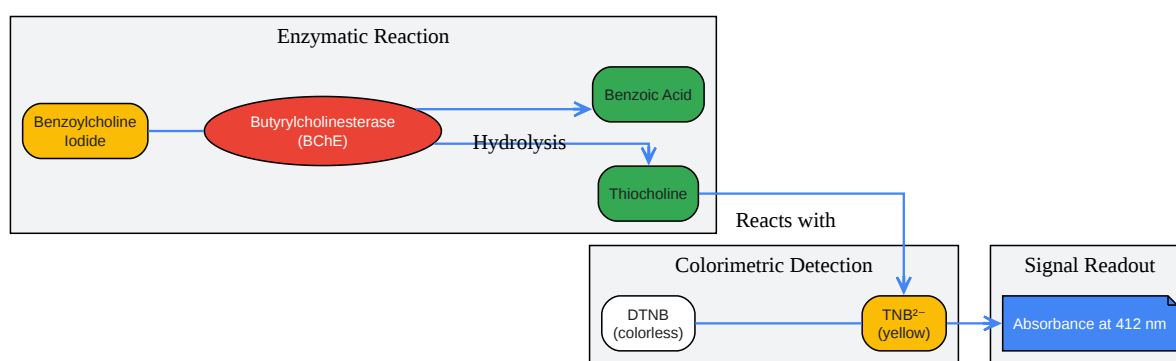 Enzymatic Reaction
Benzoylcholine
Iodide
Butyrylcholinesterase
(BChE)
Benzoic Acid
Hydrolysis
Thiocholine
Reacts with
Colorimetric Detection
DTNB
(colorless)
TNB²⁻
(yellow)
Signal Readout
Absorbance at 412 nm